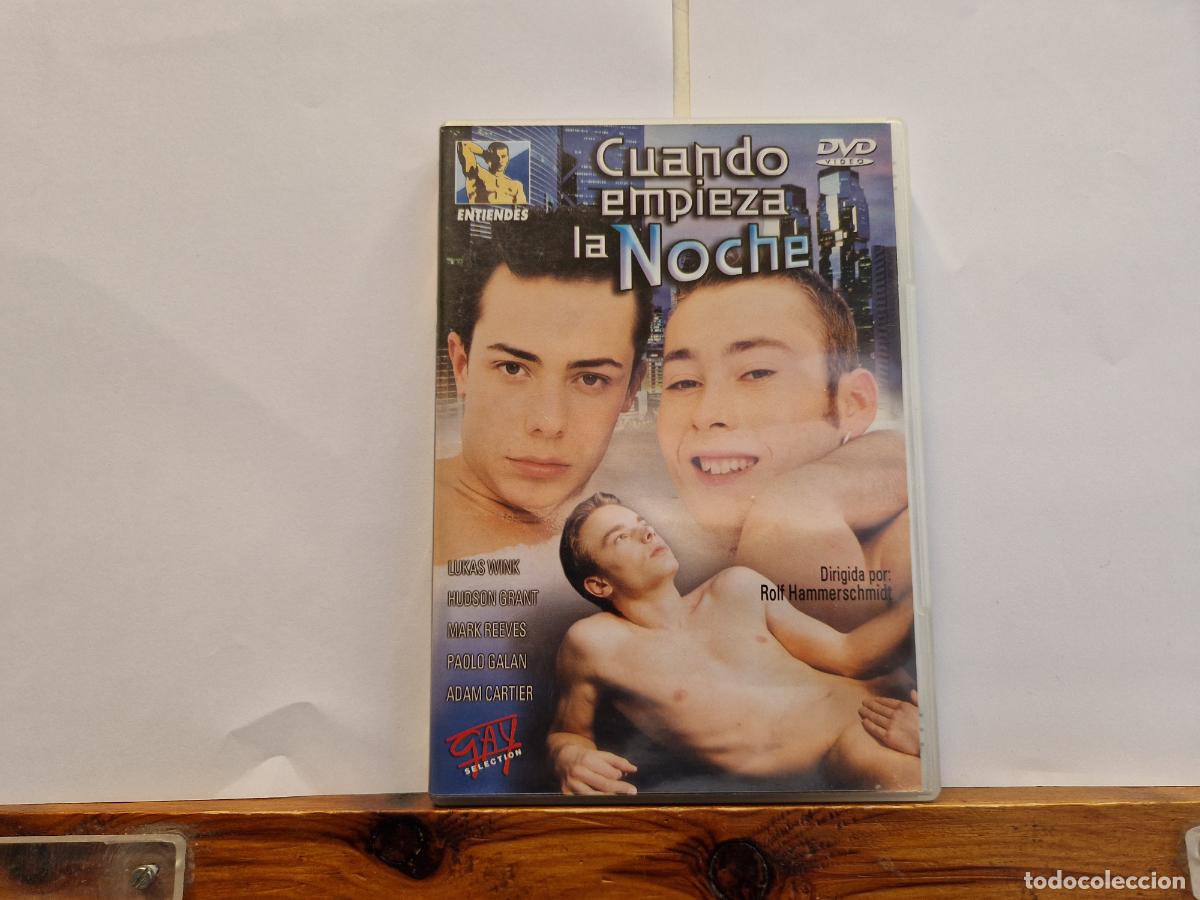 Cuando
empieza
la Noche
DVD
VIDEO
ENTIENDES
LUKAS WINK
HUDSON GRANT
MARK REEVES
PAOLO GALAN
ADAM CARTIER
Dirigida por:
Rolf Hammerschmidt
GAY
SELECTION
todocoleccion